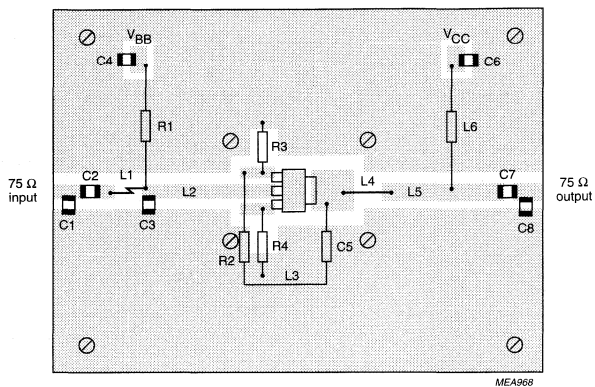 VBB
VCC
C4
C6
R1
L6
R3
75 Ω
input
C2
L1
L2
L4
L5
C7
75 Ω
output
C1
C3
C8
R2
R4
C5
L3
MEA968